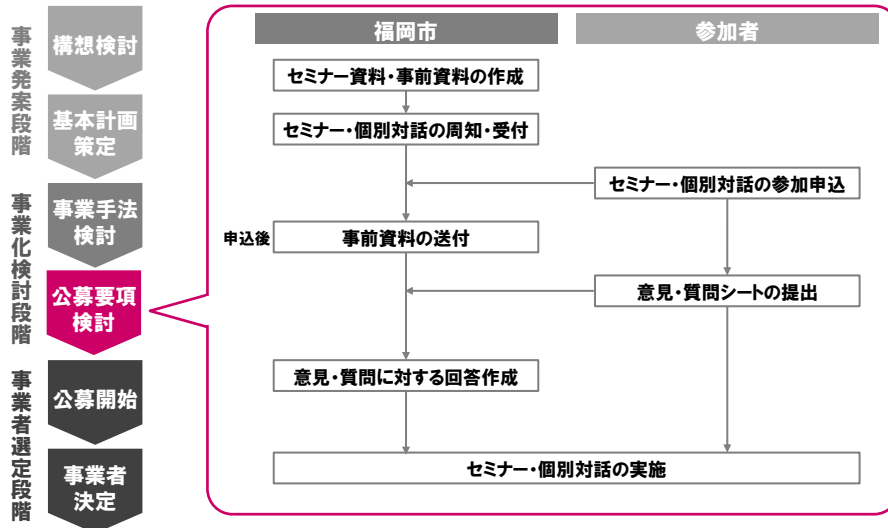 事業発案段階
構想検討
基本計画
策定
事業化検討段階
事業手法
検討
公募要項
検討
事業者選定段階
公募開始
事業者
決定
福岡市
参加者
セミナー資料・事前資料の作成
セミナー・個別対話の周知・受付
セミナー・個別対話の参加申込
申込後
事前資料の送付
意見・質問シートの提出
意見・質問に対する回答作成
セミナー・個別対話の実施